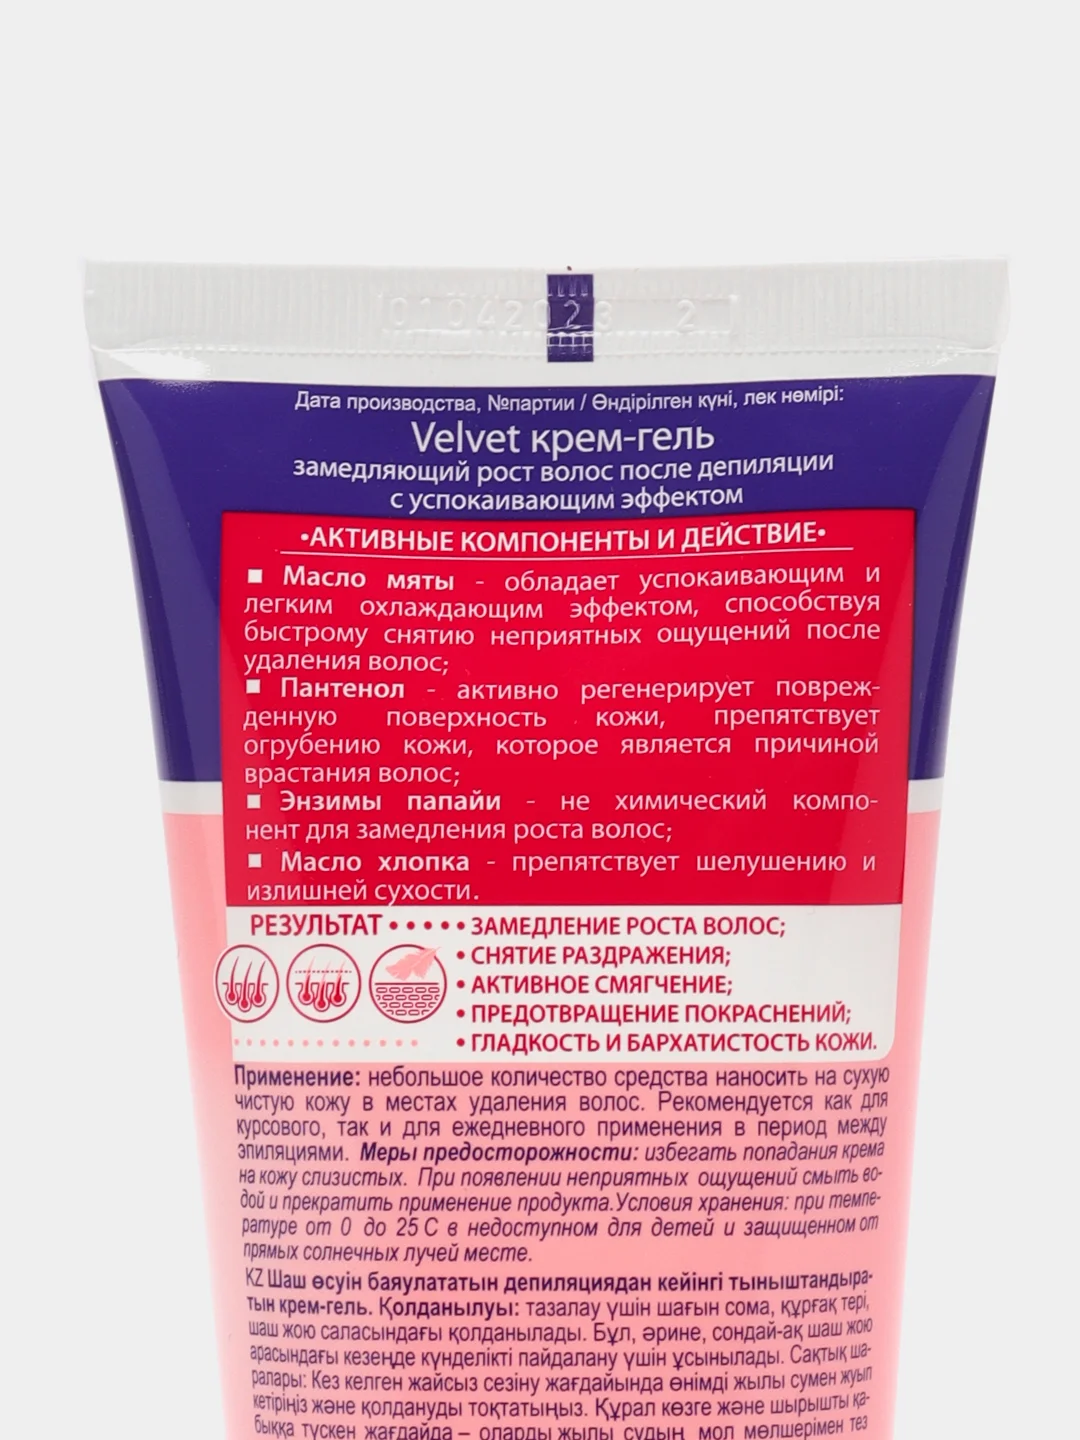 01042023 2
Дата производства, №партии / Өндірілген күні, лек нөмірі:
Velvet крем-гель
замедляющий рост волос после депиляции
с успокаивающим эффектом
•АКТИВНЫЕ КОМПОНЕНТЫ И ДЕЙСТВИЕ•
▪ Масло мяты - обладает успокаивающим и
легким охлаждающим эффектом, способствуя
быстрому снятию неприятных ощущений после
удаления волос;
▪ Пантенол - активно регенерирует повреж-
денную поверхность кожи, препятствует
огрубению кожи, которое является причиной
врастания волос;
▪ Энзимы папайи - не химический компо-
нент для замедления роста волос;
▪ Масло хлопка - препятствует шелушению и
излишней сухости.
РЕЗУЛЬТАТ • • • • • ЗАМЕДЛЕНИЕ РОСТА ВОЛОС;
• СНЯТИЕ РАЗДРАЖЕНИЯ;
• АКТИВНОЕ СМЯГЧЕНИЕ;
• ПРЕДОТВРАЩЕНИЕ ПОКРАСНЕНИЙ;
• ГЛАДКОСТЬ И БАРХАТИСТОСТЬ КОЖИ.
Применение: небольшое количество средства наносить на сухую
чистую кожу в местах удаления волос. Рекомендуется как для
курсового, так и для ежедневного применения в период между
эпиляциями. Меры предосторожности: избегать попадания крема
на кожу слизистых. При появлении неприятных ощущений смыть во-
дой и прекратить применение продукта.Условия хранения: при темпе-
ратуре от 0 до 25 С в недоступном для детей и защищенном от
прямых солнечных лучей месте.
KZ Шаш өсуін баяулататын депиляциядан кейінгі тыныштандыра-
тын крем-гель. Қолданылуы: тазалау үшін шағын сома, құрғақ тері,
шаш жою саласындағы қолданылады. Бұл, әрине, сондай-ақ шаш жою
арасындағы кезеңде күнделікті пайдалану үшін ұсынылады. Сақтық ша-
ралары: Кез келген жайсыз сезіну жағдайында өнімді жылы сумен жуып
кетіріңіз және қолдануды тоқтатыңыз. Құрал көзге және шырышты қа-
быққа түскен жағдайда – оларды жылы судың мол мөлшерімен тез